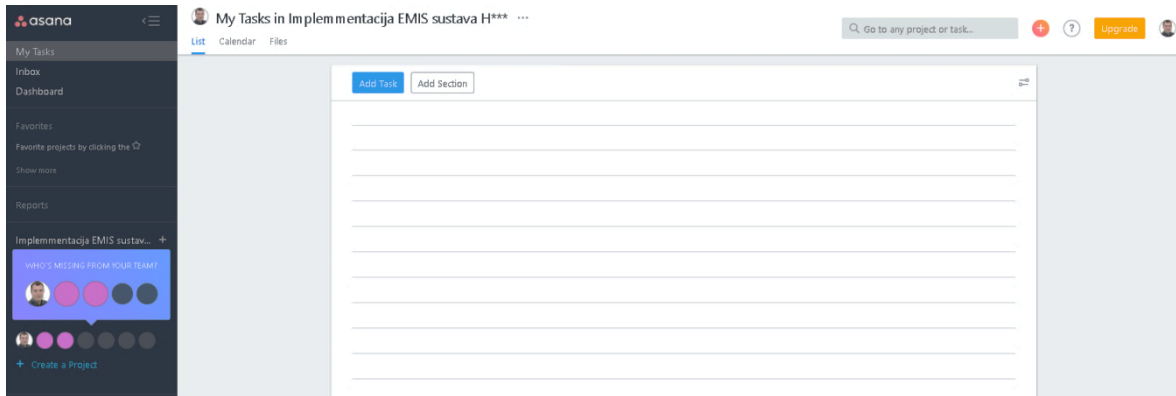 asana
My Tasks
Inbox
Dashboard
Favorites
Favorite projects by clicking the
Show more
Reports
Implemmentacija EMIS sustav... +
WHO'S MISSING FROM YOUR TEAM?
+ Create a Project
My Tasks in Implemmentacija EMIS sustava H*** ...
List Calendar Files
Go to any project or task...
+
?
Upgrade
Add Task Add Section